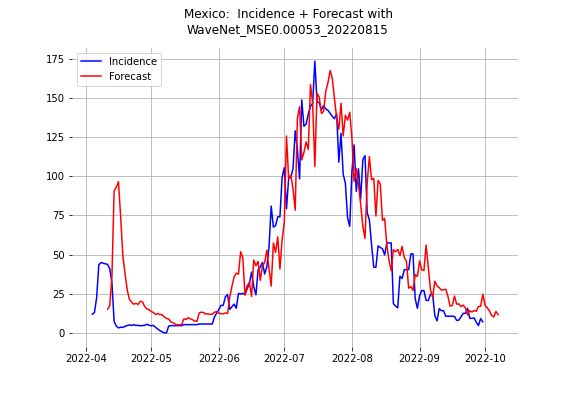 Mexico:  Incidence + Forecast with
WaveNet_MSE0.00053_20220815
Incidence
Forecast
175
150
125
100
75
50
25
0
2022-04 2022-05 2022-06 2022-07 2022-08 2022-09 2022-10